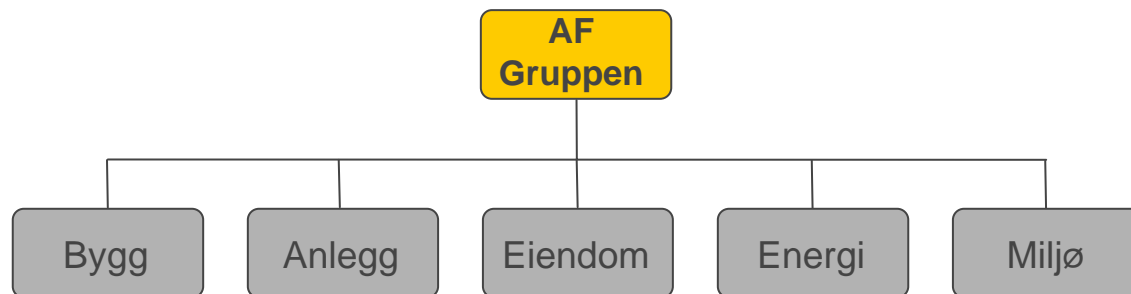 AF
Gruppen
Bygg
Anlegg
Eiendom
Energi
Miljø